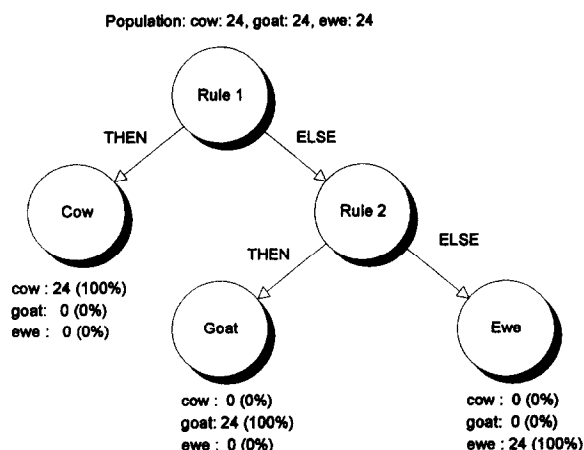 Population: cow: 24, goat: 24, ewe: 24
Rule 1
THEN
ELSE
Cow
Rule 2
cow : 24 (100%)
goat: 0 (0%)
ewe : 0 (0%)
THEN
ELSE
Goat
Ewe
cow : 0 (0%)
goat: 24 (100%)
ewe : 0 (0%)
cow : 0 (0%)
goat: 0 (0%)
ewe : 24 (100%)